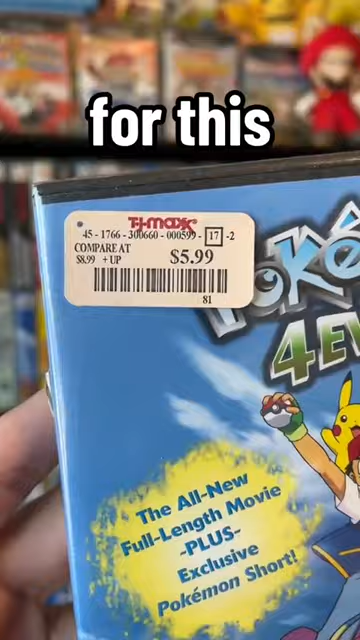 for this
T·J·maxx®
45 - 1766 - 300660 - 000599 - 17 -2
COMPARE AT
$8.99 + UP
$5.99
81
Poké
4EV
The All-New
Full-Length Movie
-PLUS-
Exclusive
Pokémon Short!